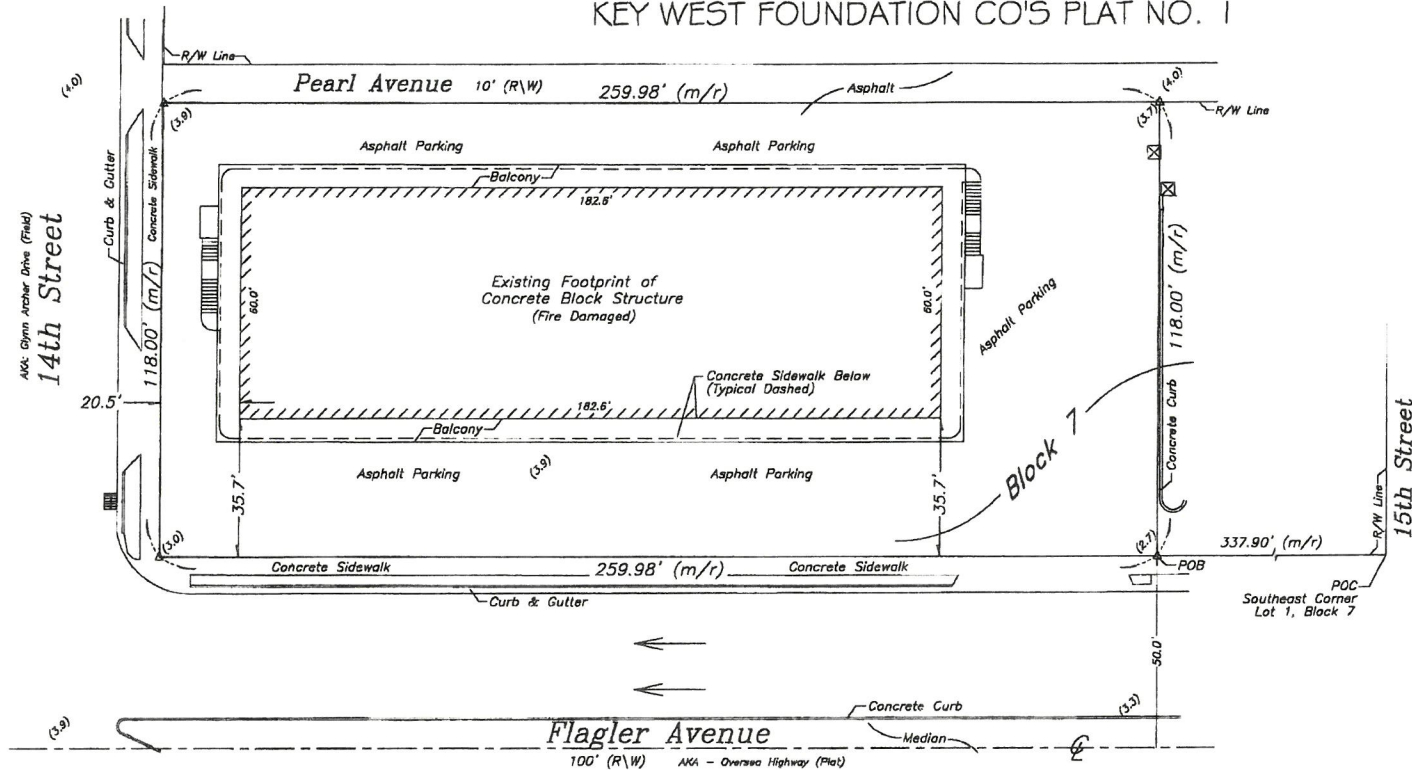 KEY WEST FOUNDATION CO'S PLAT NO. 1
R/W Line
Pearl Avenue 10' (R\W) 259.98' (m/r)
Asphalt
(4.0)
(4.0)
(3.9)
(3.7)
R/W Line
Asphalt Parking
Asphalt Parking
Balcony
182.6'
Curb & Gutter
Concrete Sidewalk
AKA: Glynn Archer Drive (Field)
14th Street
118.00' (m/r)
60.0'
Existing Footprint of
Concrete Block Structure
(Fire Damaged)
60.0'
Asphalt Parking
118.00' (m/r)
Concrete Sidewalk Below
(Typical Dashed)
20.5'
182.6'
Balcony
Concrete Curb
Block 7
15th Street
R/W Line
Asphalt Parking
(3.9)
Asphalt Parking
35.7'
35.7'
(3.0)
(2.7)
337.90' (m/r)
Concrete Sidewalk
259.98' (m/r)
Concrete Sidewalk
POB
POC
Southeast Corner
Lot 1, Block 7
Curb & Gutter
50.0'
Concrete Curb
(3.3)
(3.9)
Flagler Avenue
Median
100' (R\W) AKA - Oversea Highway (Plat)